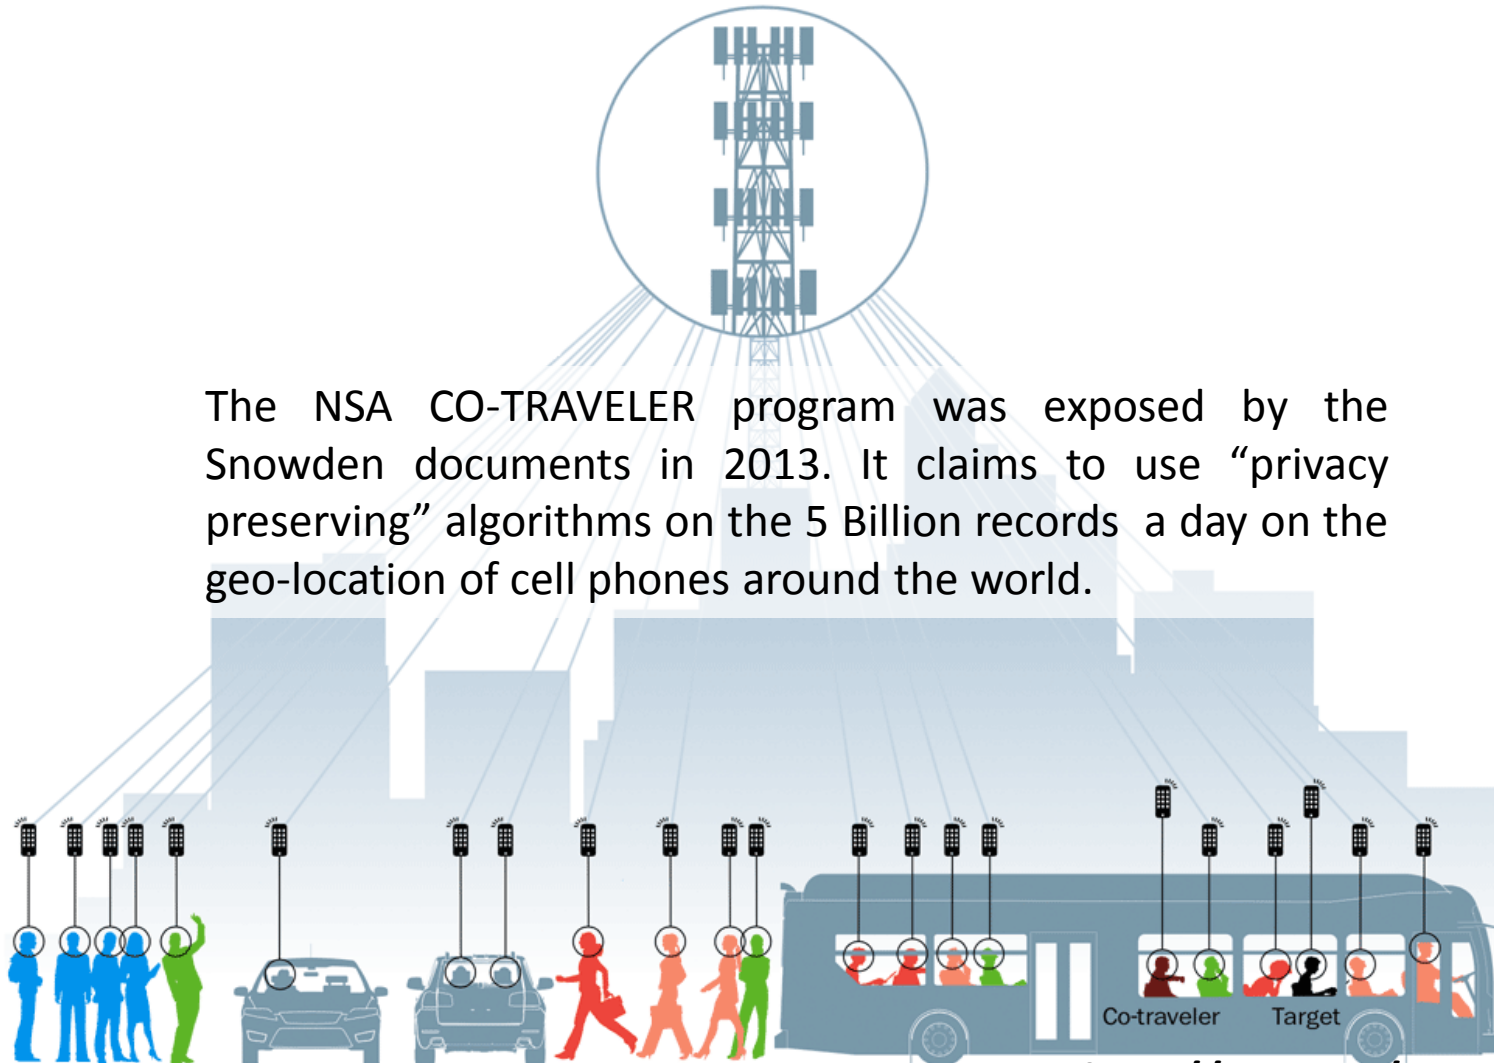 The NSA CO-TRAVELER program was exposed by the
Snowden documents in 2013. It claims to use “privacy
preserving” algorithms on the 5 Billion records a day on the
geo-location of cell phones around the world.
Co-traveler Target